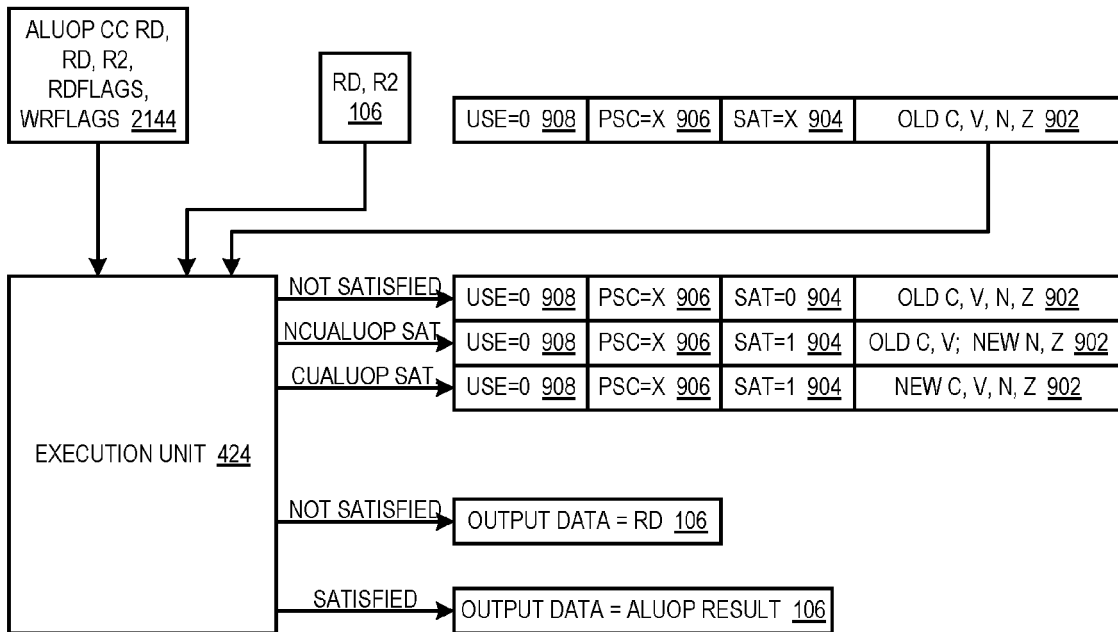 ALUOP CC RD,
RD, R2,
RDFLAGS,
WRFLAGS 2144
RD, R2
106
USE=0 908 PSC=X 906 SAT=X 904 OLD C, V, N, Z 902
NOT SATISFIED USE=0 908 PSC=X 906 SAT=0 904 OLD C, V, N, Z 902
NCUALUOP SAT. USE=0 908 PSC=X 906 SAT=1 904 OLD C, V; NEW N, Z 902
CUALUOP SAT. USE=0 908 PSC=X 906 SAT=1 904 NEW C, V, N, Z 902
EXECUTION UNIT 424
NOT SATISFIED OUTPUT DATA = RD 106
SATISFIED OUTPUT DATA = ALUOP RESULT 106